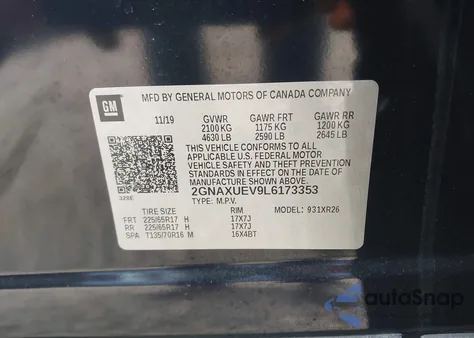 GM
MFD BY GENERAL MOTORS OF CANADA COMPANY
11/19 GVWR GAWR FRT GAWR RR
2100 KG 1175 KG 1200 KG
4630 LB 2590 LB 2645 LB
THIS VEHICLE CONFORMS TO ALL
APPLICABLE U.S. FEDERAL MOTOR
VEHICLE SAFETY AND THEFT PREVENTION
STANDARDS IN EFFECT ON THE DATE OF
MANUFACTURE SHOWN ABOVE.
2GNAXUEV9L6173353
TYPE: M.P.V. MODEL: 931XR26
TIRE SIZE RIM
FRT 225/65R17 H 17X7J
RR 225/65R17 H 17X7J
SPA T135/70R16 M 16X4BT
autoSnap